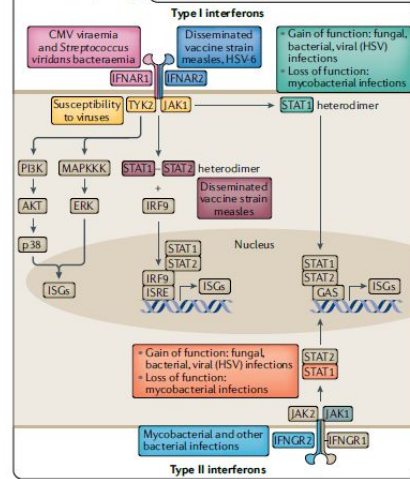 Type I interferons
CMV viraemia
and Streptococcus
viridans bacteraemia
Disseminated
vaccine strain
measles, HSV-6
• Gain of function: fungal,
bacterial, viral (HSV)
infections
• Loss of function:
mycobacterial infections
IFNAR1
IFNAR2
Susceptibility
to viruses
TYK2
JAK1
STAT1 heterodimer
PI3K
MAPKKK
STAT1 STAT2 heterodimer
+
Disseminated
vaccine strain
measles
AKT
ERK
IRF9
p38
Nucleus
ISGs
STAT1
STAT2
IRF9
ISRE
ISGs
STAT1
STAT2
GAS
ISGs
• Gain of function: fungal,
bacterial, viral (HSV) infections
• Loss of function:
mycobacterial infections
STAT2
STAT1
JAK2
JAK1
Mycobacterial and other
bacterial infections
IFNGR2
IFNGR1
Type II interferons